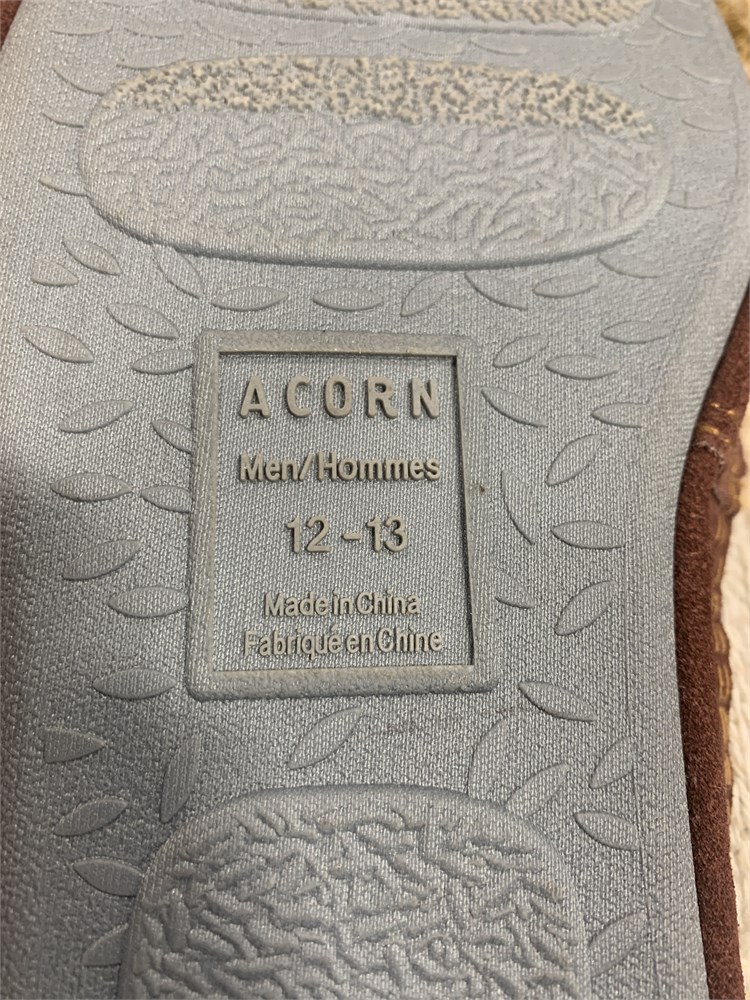 ACORN
Men/Hommes
12-13
Made in China
Fabriqué en Chine